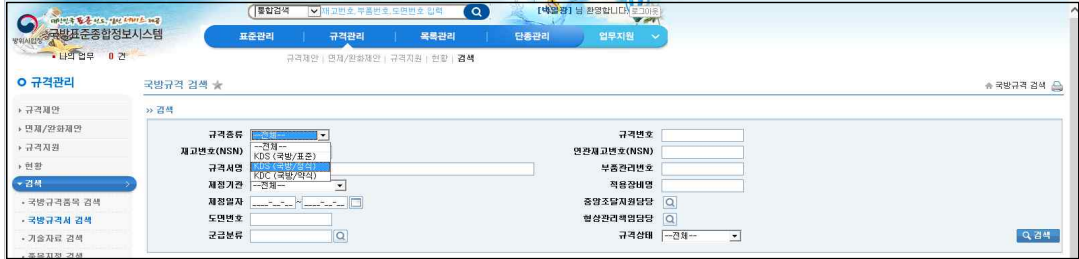 통합검색 재고번호,부품번호,도면번호 입력 님 환영합니다. 로그아웃
국방표준종합정보시스템
표준관리 규격관리 목록관리 단종관리 업무지원
• 나의 업무 0 건
규격제안 | 면제/완화제안 | 규격지원 | 현황 | 검색
규격관리
국방규격 검색 ★ 국방규격 검색
› 규격제안
» 검색
› 면제/완화제안
› 규격지원
› 현황
검색
• 국방규격품목 검색
• 국방규격서 검색
• 기술자료 검색
• 품목지정 검색
규격종류 --전체-- 규격번호
--전체--
KDS (국방/표준)
KDS (국방/잠식)
KDC (국방/약식)
재고번호(NSN) 연관재고번호(NSN)
규격서명 부품관리번호
제정기관 --전체-- 적용장비명
제정일자 ____-__-__ ~ ____-__-__ 중앙조달지원담당
도면번호 형상관리책임담당
군급분류 규격상태 --전체-- 검색